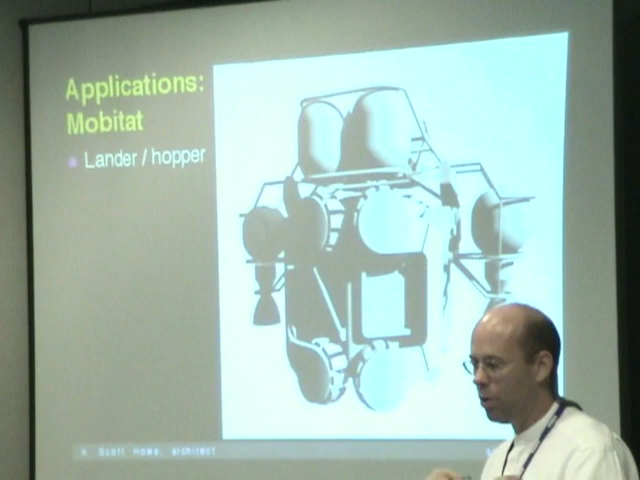 Applications:
Mobitat
Lander / hopper
A. Scott Howe, architect